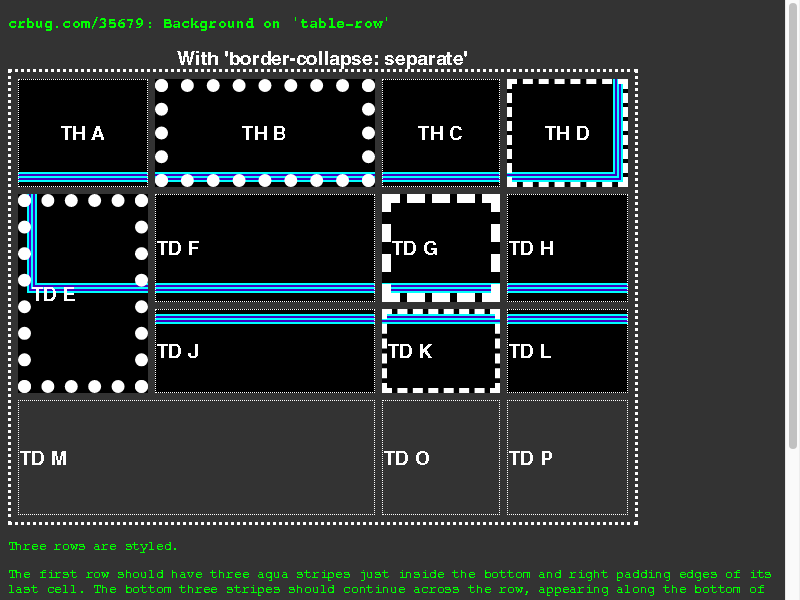 crbug.com/35679: Background on 'table-row'
With 'border-collapse: separate'
TH A TH B TH C TH D
TD E TD F TD G TD H
TD J TD K TD L
TD M TD O TD P
Three rows are styled.
The first row should have three aqua stripes just inside the bottom and right padding edges of its
last cell. The bottom three stripes should continue across the row, appearing along the bottom of